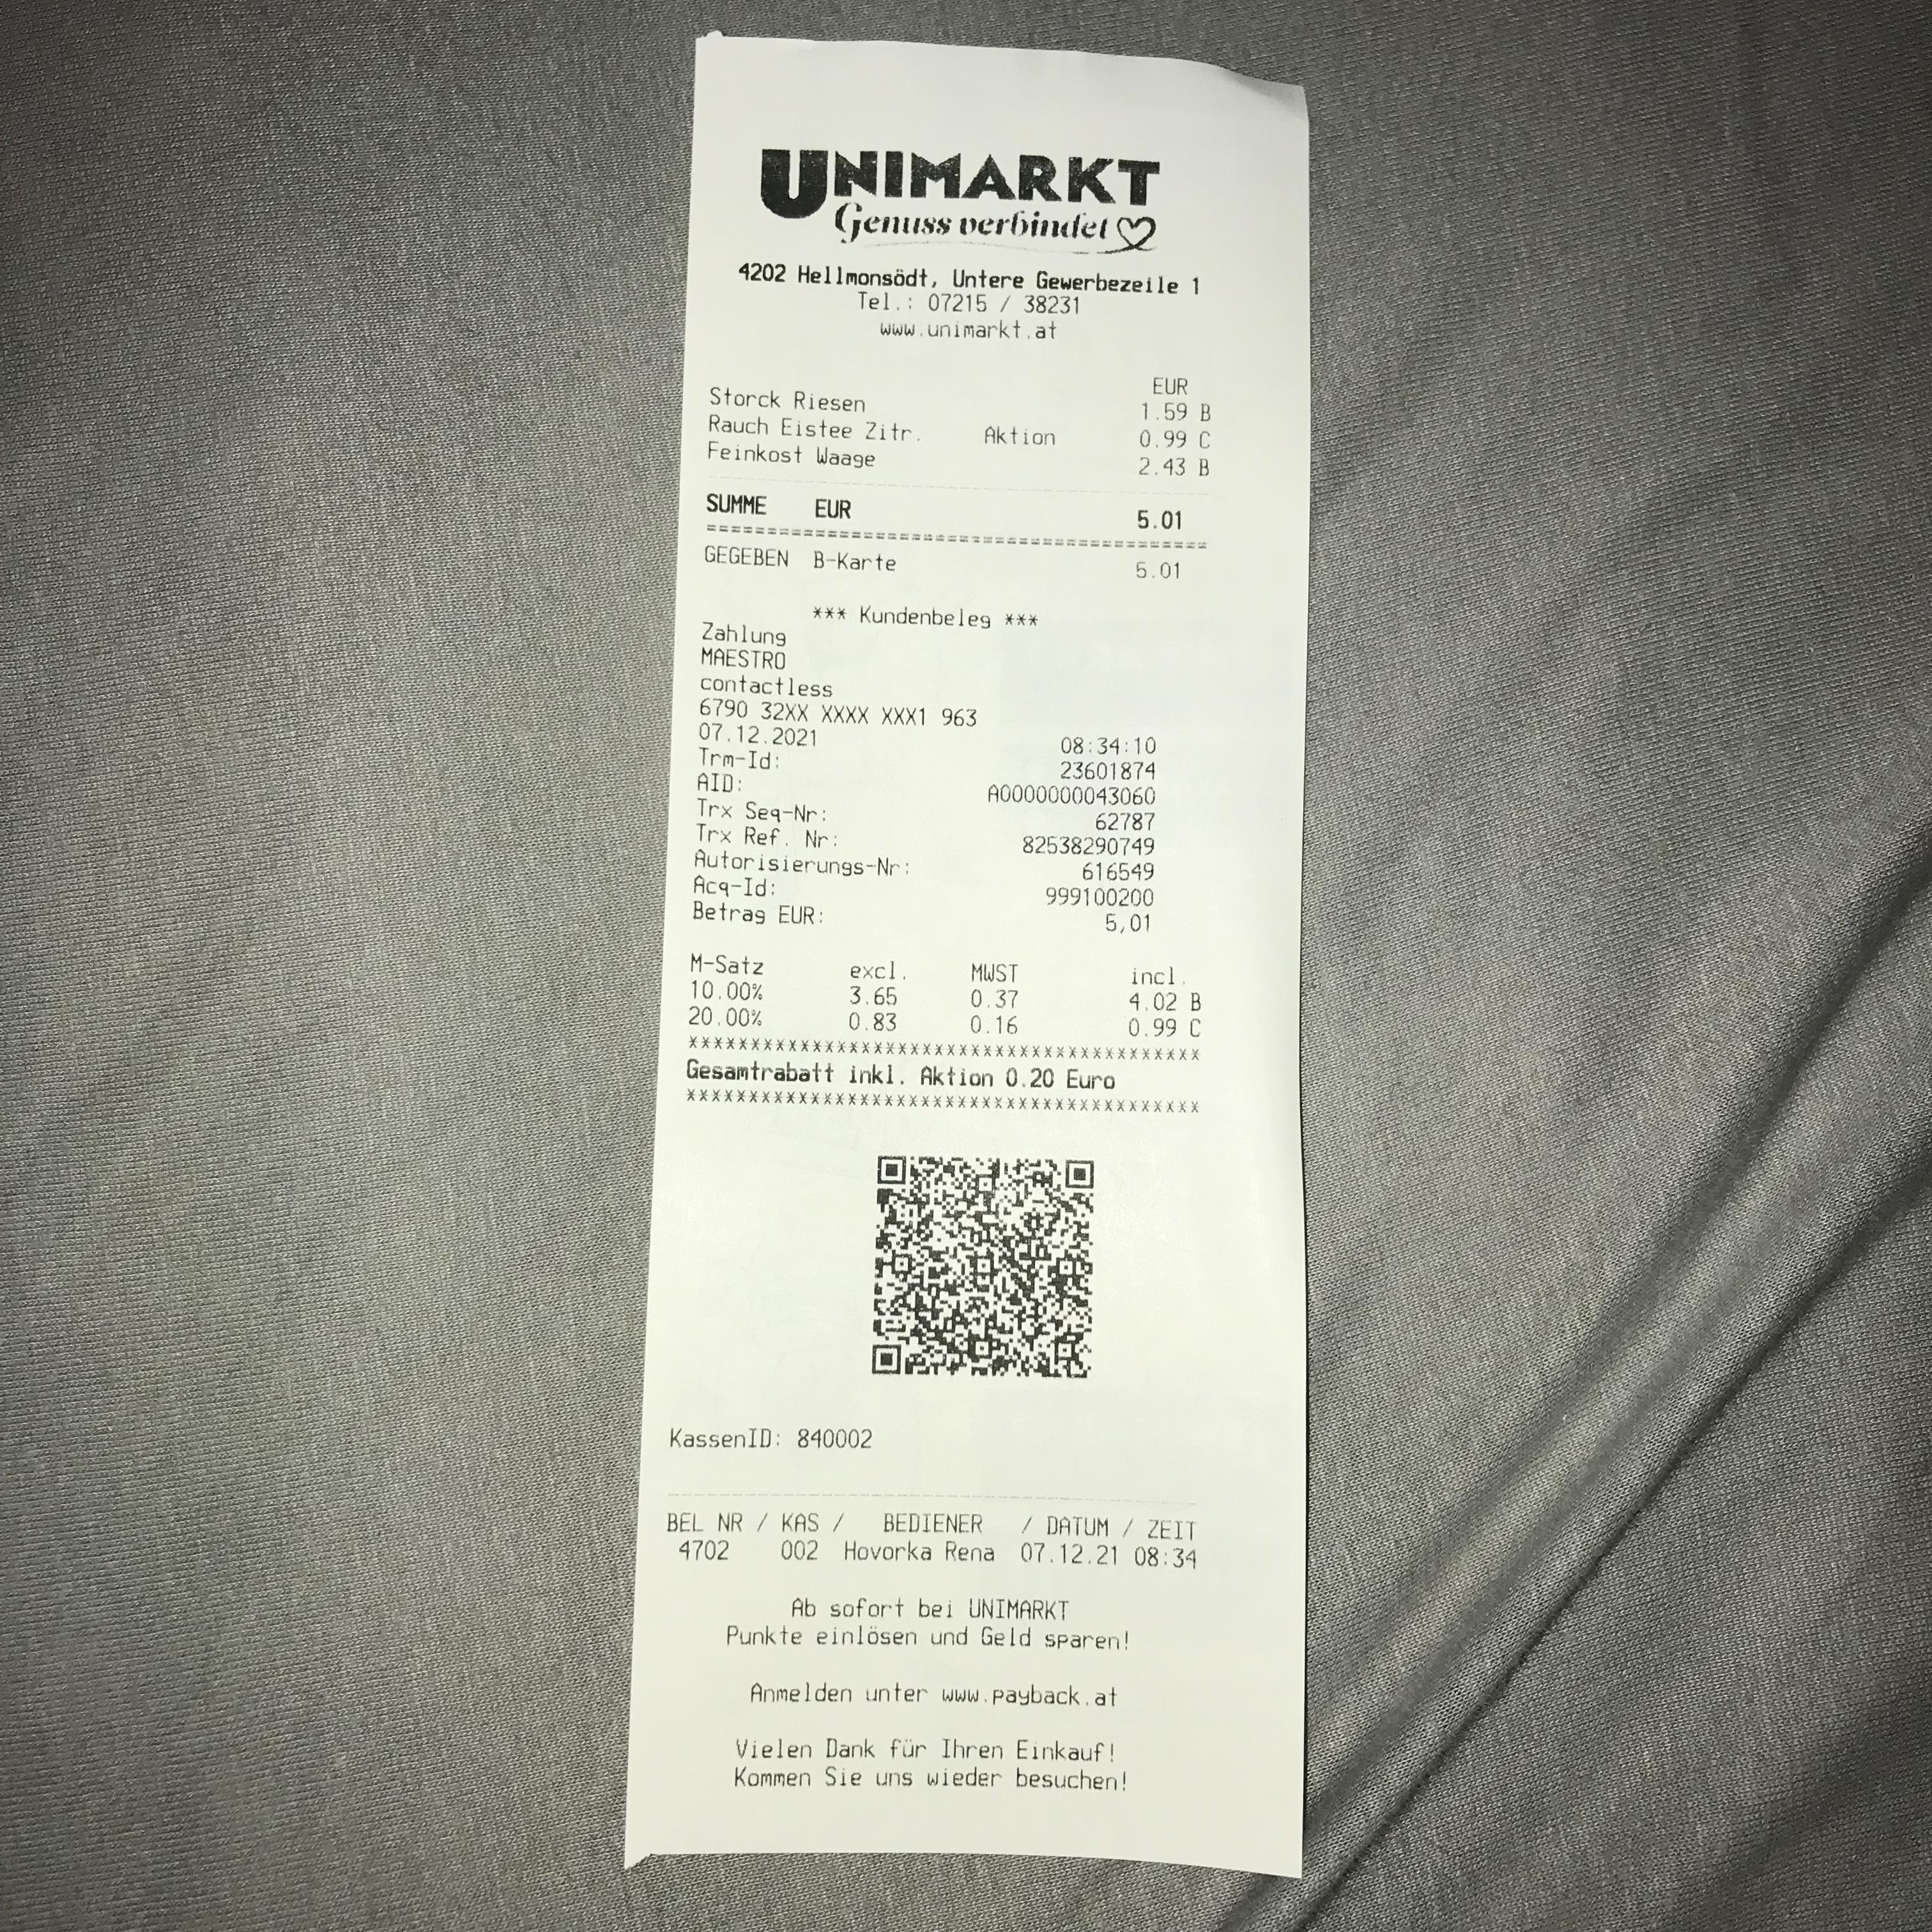 UNIMARKT
Genuss verbindet
4202 Hellmonsödt, Untere Gewerbezeile 1
Tel.: 07215 / 38231
www.unimarkt.at
EUR
Storck Riesen 1.59 B
Rauch Eistee Zitr. Aktion 0.99 C
Feinkost Waage 2.43 B
SUMME EUR 5.01
=========================================
GEGEBEN B-Karte 5.01
*** Kundenbeleg ***
Zahlung
MAESTRO
contactless
6790 32XX XXXX XXX1 963
07.12.2021 08:34:10
Trm-Id: 23601874
AID: A0000000043060
Trx Seq-Nr: 62787
Trx Ref. Nr: 82538290749
Autorisierungs-Nr: 616549
Acq-Id: 999100200
Betrag EUR: 5,01
M-Satz excl. MWST incl.
10.00% 3.65 0.37 4.02 B
20.00% 0.83 0.16 0.99 C
*****************************************
Gesamtrabatt inkl. Aktion 0.20 Euro
*****************************************
KassenID: 840002
BEL NR / KAS / BEDIENER / DATUM / ZEIT
4702 002 Hovorka Rena 07.12.21 08:34
Ab sofort bei UNIMARKT
Punkte einlösen und Geld sparen!
Anmelden unter www.payback.at
Vielen Dank für Ihren Einkauf!
Kommen Sie uns wieder besuchen!